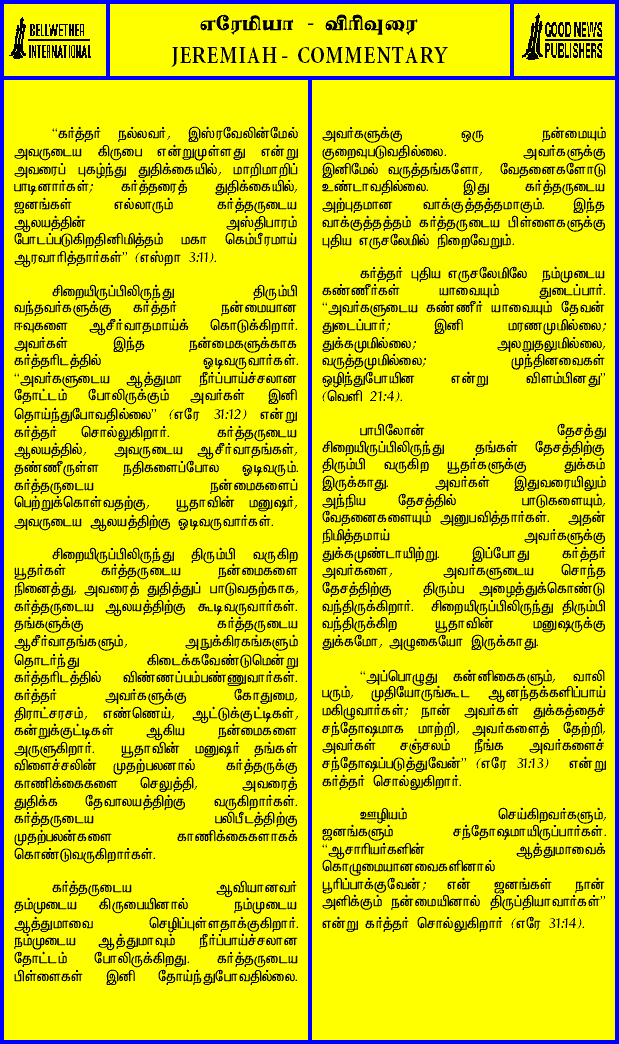 BELLWETHER
INTERNATIONAL
எரேமியா - விரிவுரை
JEREMIAH - COMMENTARY
GOOD NEWS
PUBLISHERS
“கர்த்தர் நல்லவர், இஸ்ரவேலின்மேல்
அவருடைய கிருபை என்றுமுள்ளது என்று
அவரைப் புகழ்ந்து துதிக்கையில், மாறிமாறிப்
பாடினார்கள்; கர்த்தரைத் துதிக்கையில்,
ஜனங்கள் எல்லாரும் கர்த்தருடைய
ஆலயத்தின் அஸ்திபாரம்
போடப்படுகிறதினிமித்தம் மகா கெம்பீரமாய்
ஆரவாரித்தார்கள்” (எஸ்றா 3:11).
சிறையிருப்பிலிருந்து திரும்பி
வந்தவர்களுக்கு கர்த்தர் நன்மையான
ஈவுகளை ஆசீர்வாதமாய்க் கொடுக்கிறார்.
அவர்கள் இந்த நன்மைகளுக்காக
கர்த்தரிடத்தில் ஓடிவருவார்கள்.
“அவர்களுடைய ஆத்துமா நீர்ப்பாய்ச்சலான
தோட்டம் போலிருக்கும் அவர்கள் இனி
தொய்ந்துபோவதில்லை” (எரே 31:12) என்று
கர்த்தர் சொல்லுகிறார். கர்த்தருடைய
ஆலயத்தில், அவருடைய ஆசீர்வாதங்கள்,
தண்ணீருள்ள நதிகளைப்போல ஓடிவரும்.
கர்த்தருடைய நன்மைகளைப்
பெற்றுக்கொள்வதற்கு, யூதாவின் மனுஷர்,
அவருடைய ஆலயத்திற்கு ஓடிவருவார்கள்.
சிறையிருப்பிலிருந்து திரும்பி வருகிற
யூதர்கள் கர்த்தருடைய நன்மைகளை
நினைத்து, அவரைத் துதித்துப் பாடுவதற்காக,
கர்த்தருடைய ஆலயத்திற்கு கூடிவருவார்கள்.
தங்களுக்கு கர்த்தருடைய
ஆசீர்வாதங்களும், அநுக்கிரகங்களும்
தொடர்ந்து கிடைக்கவேண்டுமென்று
கர்த்தரிடத்தில் விண்ணப்பம்பண்ணுவார்கள்.
கர்த்தர் அவர்களுக்கு கோதுமை,
திராட்சரசம், எண்ணெய், ஆட்டுக்குட்டிகள்,
கன்றுக்குட்டிகள் ஆகிய நன்மைகளை
அருளுகிறார். யூதாவின் மனுஷர் தங்கள்
விளைச்சலின் முதற்பலனால் கர்த்தருக்கு
காணிக்கைகளை செலுத்தி, அவரைத்
துதிக்க தேவாலயத்திற்கு வருகிறார்கள்.
கர்த்தருடைய பலிபீடத்திற்கு
முதற்பலன்களை காணிக்கைகளாகக்
கொண்டுவருகிறார்கள்.
கர்த்தருடைய ஆவியானவர்
தம்முடைய கிருபையினால் நம்முடைய
ஆத்துமாவை செழிப்புள்ளதாக்குகிறார்.
நம்முடைய ஆத்துமாவும் நீர்ப்பாய்ச்சலான
தோட்டம் போலிருக்கிறது. கர்த்தருடைய
பிள்ளைகள் இனி தோய்ந்துபோவதில்லை.
அவர்களுக்கு ஒரு நன்மையும்
குறைவுபடுவதில்லை. அவர்களுக்கு
இனிமேல் வருத்தங்களோ, வேதனைகளோடு
உண்டாவதில்லை. இது கர்த்தருடைய
அற்புதமான வாக்குத்தத்தமாகும். இந்த
வாக்குத்தத்தம் கர்த்தருடைய பிள்ளைகளுக்கு
புதிய எருசலேமில் நிறைவேறும்.
கர்த்தர் புதிய எருசலேமிலே நம்முடைய
கண்ணீர்கள் யாவையும் துடைப்பார்.
“அவர்களுடைய கண்ணீர் யாவையும் தேவன்
துடைப்பார்; இனி மரணமுமில்லை;
துக்கமுமில்லை; அலறுதலுமில்லை,
வருத்தமுமில்லை; முந்தினவைகள்
ஒழிந்துபோயின என்று விளம்பினது”
(வெளி 21:4).
பாபிலோன் தேசத்து
சிறையிருப்பிலிருந்து தங்கள் தேசத்திற்கு
திரும்பி வருகிற யூதர்களுக்கு துக்கம்
இருக்காது. அவர்கள் இதுவரையிலும்
அந்நிய தேசத்தில் பாடுகளையும்,
வேதனைகளையும் அனுபவித்தார்கள். அதன்
நிமித்தமாய் அவர்களுக்கு
துக்கமுண்டாயிற்று. இப்போது கர்த்தர்
அவர்களை, அவர்களுடைய சொந்த
தேசத்திற்கு திரும்ப அழைத்துக்கொண்டு
வந்திருக்கிறார். சிறையிருப்பிலிருந்து திரும்பி
வந்திருக்கிற யூதாவின் மனுஷருக்கு
துக்கமோ, அழுகையோ இருக்காது.
“அப்பொழுது கன்னிகைகளும், வாலி
பரும், முதியோருங்கூட ஆனந்தக்களிப்பாய்
மகிழுவார்கள்; நான் அவர்கள் துக்கத்தைச்
சந்தோஷமாக மாற்றி, அவர்களைத் தேற்றி,
அவர்கள் சஞ்சலம் நீங்க அவர்களைச்
சந்தோஷப்படுத்துவேன்” (எரே 31:13) என்று
கர்த்தர் சொல்லுகிறார்.
ஊழியம் செய்கிறவர்களும்,
ஜனங்களும் சந்தோஷமாயிருப்பார்கள்.
“ஆசாரியர்களின் ஆத்துமாவைக்
கொழுமையானவைகளினால்
பூரிப்பாக்குவேன்; என் ஜனங்கள் நான்
அளிக்கும் நன்மையினால் திருப்தியாவார்கள்”
என்று கர்த்தர் சொல்லுகிறார் (எரே 31:14).